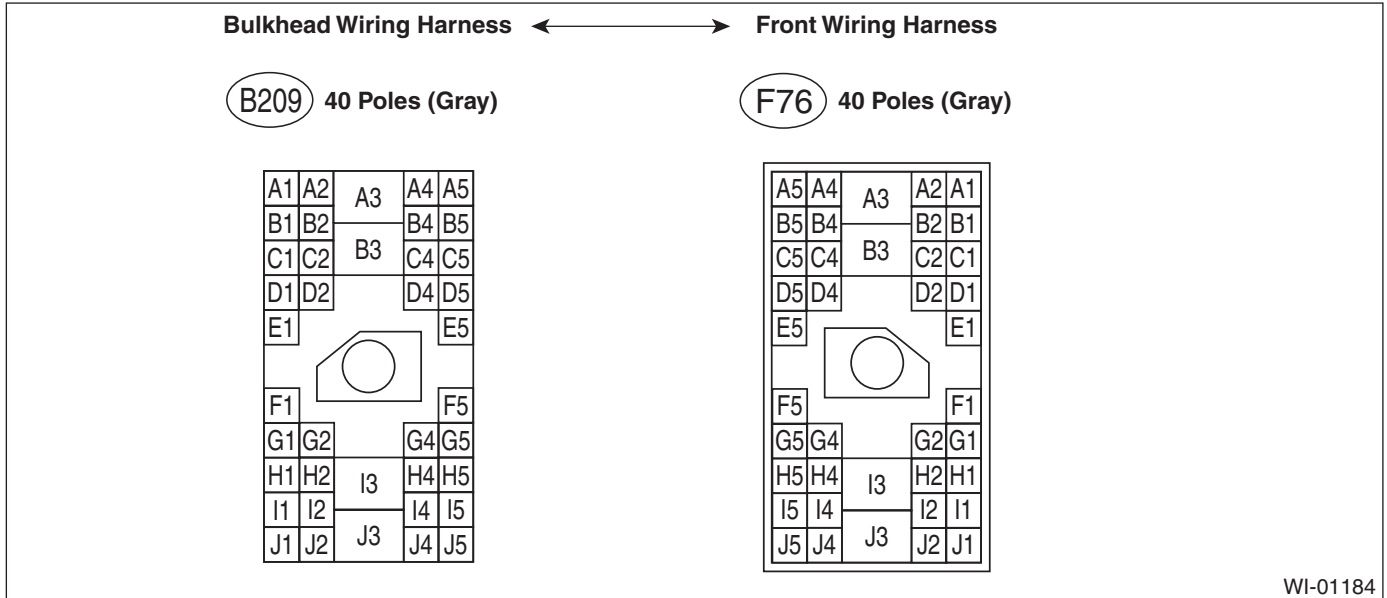 Bulkhead Wiring Harness Front Wiring Harness
B209 40 Poles (Gray) F76 40 Poles (Gray)
A1 A2 A3 A4 A5 A5 A4 A3 A2 A1
B1 B2 B4 B5 B5 B4 B2 B1
B3 B3
C1 C2 C4 C5 C5 C4 C2 C1
D1 D2 D4 D5 D5 D4 D2 D1
E1 E5 E5 E1
F1 F5 F5 F1
G1 G2 G4 G5 G5 G4 G2 G1
H1 H2 I3 H4 H5 H5 H4 I3 H2 H1
I1 I2 I4 I5 I5 I4 I2 I1
J1 J2 J3 J4 J5 J5 J4 J3 J2 J1
WI-01184